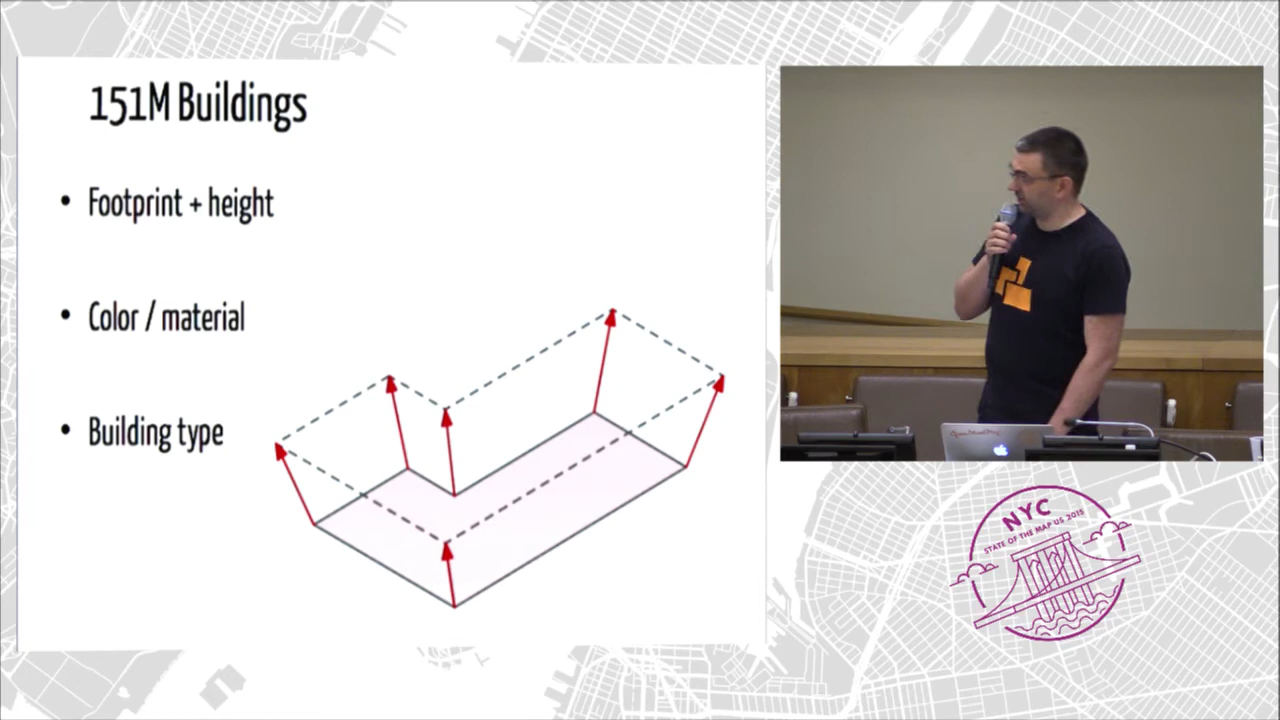 151M Buildings
• Footprint + height
• Color / material
• Building type
NYC
STATE OF THE MAP US 2015